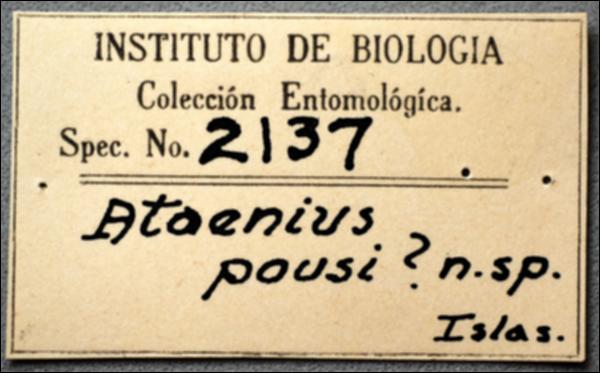 INSTITUTO DE BIOLOGIA
Colección Entomológica.
Spec. No. 2137
Ataenius
pousi ? n.sp.
Islas.